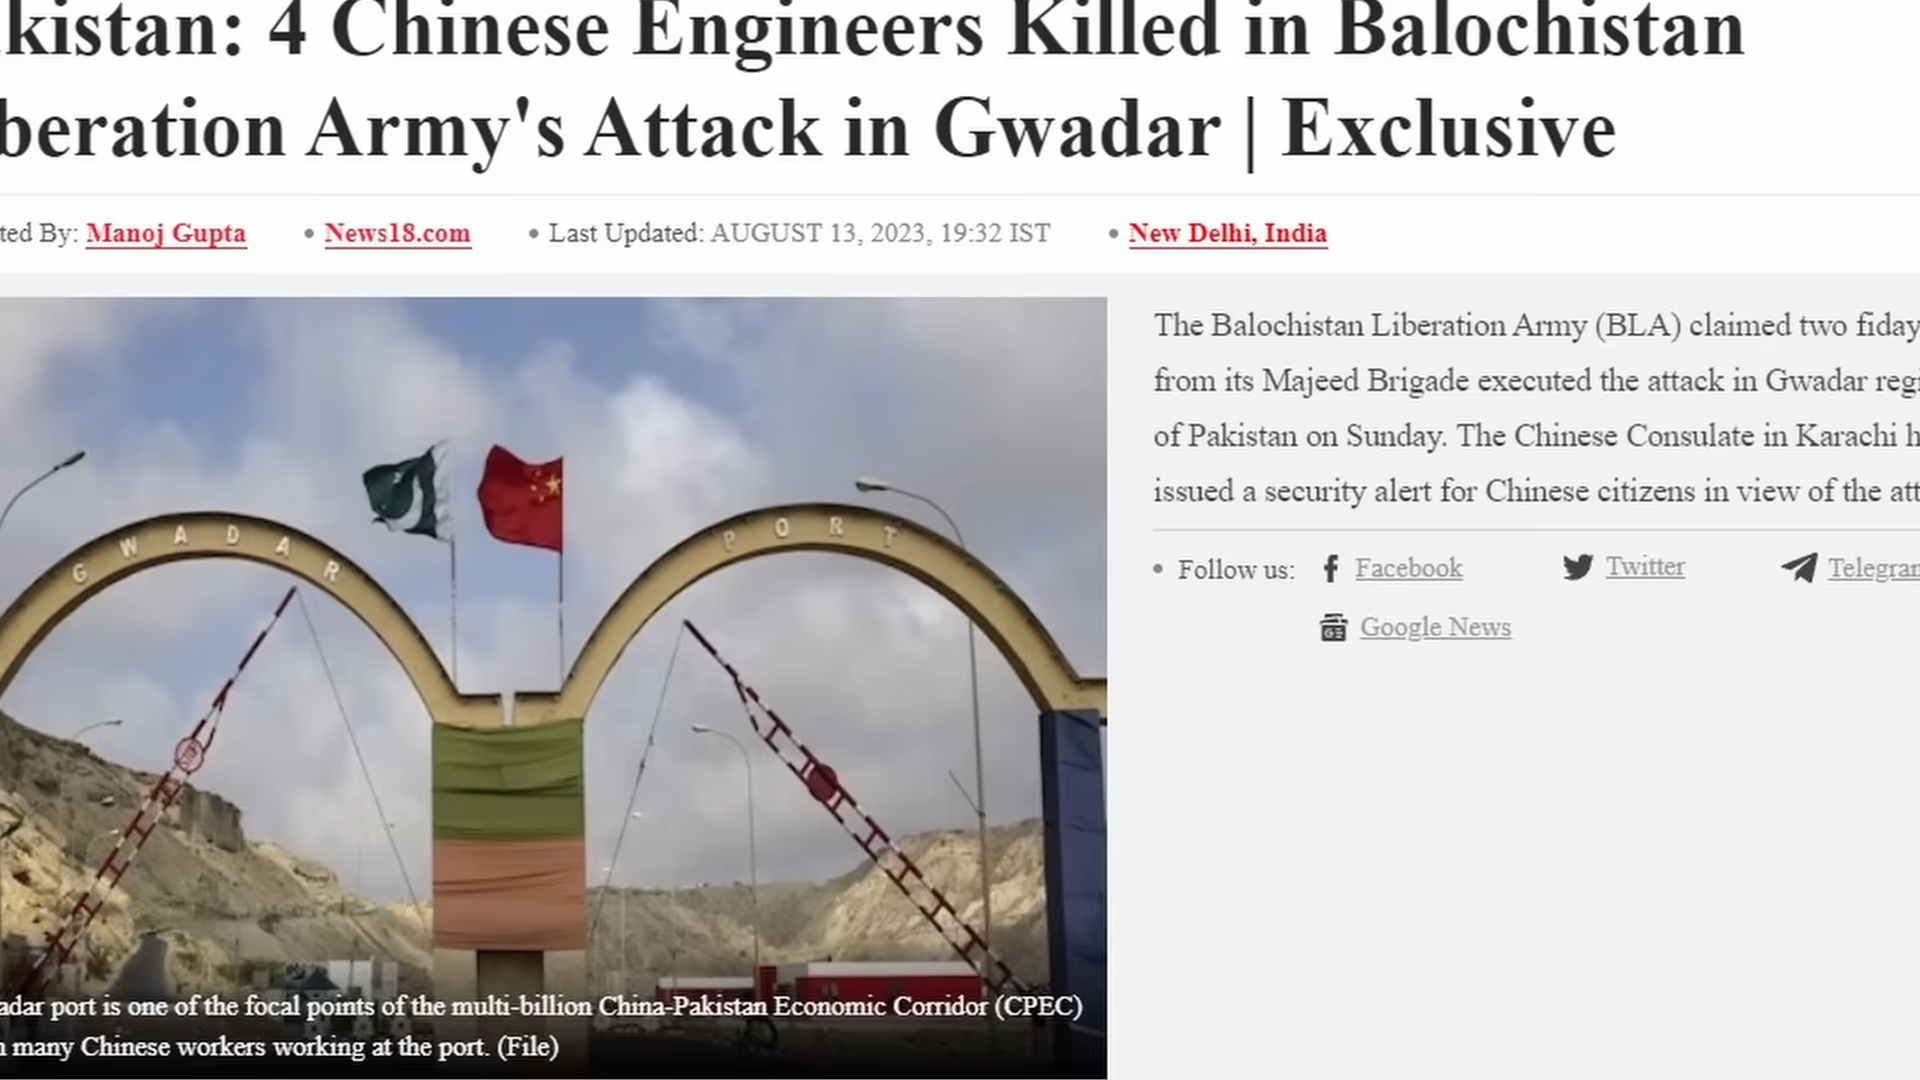 kistan: 4 Chinese Engineers Killed in Balochistan
beration Army's Attack in Gwadar | Exclusive
ted By: Manoj Gupta • News18.com • Last Updated: AUGUST 13, 2023, 19:32 IST • New Delhi, India
The Balochistan Liberation Army (BLA) claimed two fiday
from its Majeed Brigade executed the attack in Gwadar regi
of Pakistan on Sunday. The Chinese Consulate in Karachi h
issued a security alert for Chinese citizens in view of the att
• Follow us: Facebook Twitter Telegram
Google News
GWADAR PORT
adar port is one of the focal points of the multi-billion China-Pakistan Economic Corridor (CPEC)
n many Chinese workers working at the port. (File)